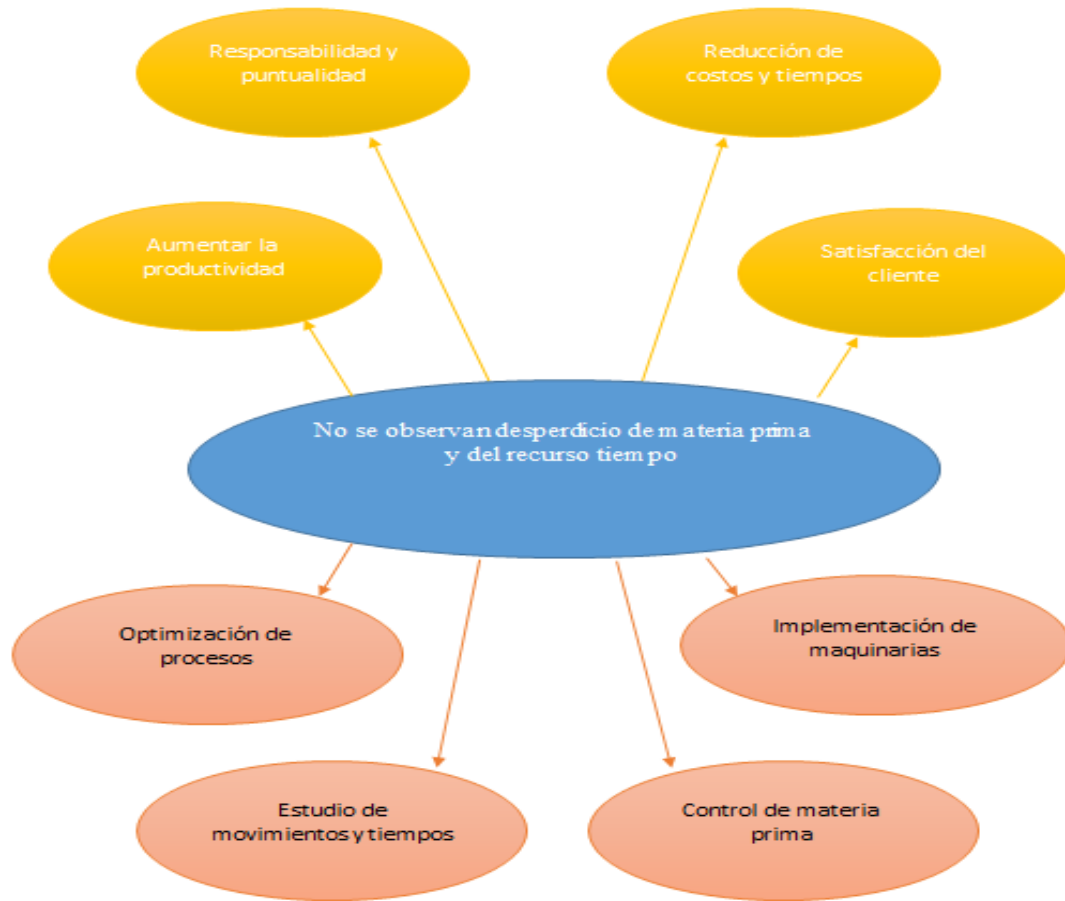 Responsabilidad y
puntualidad
Reducción de
costos y tiempos
Aumentar la
productividad
Satisfacción del
cliente
No se observan desperdicio de materia prima
y del recurso tiempo
Optimización de
procesos
Implementación de
maquinarias
Estudio de
movimientos y tiempos
Control de materia
prima